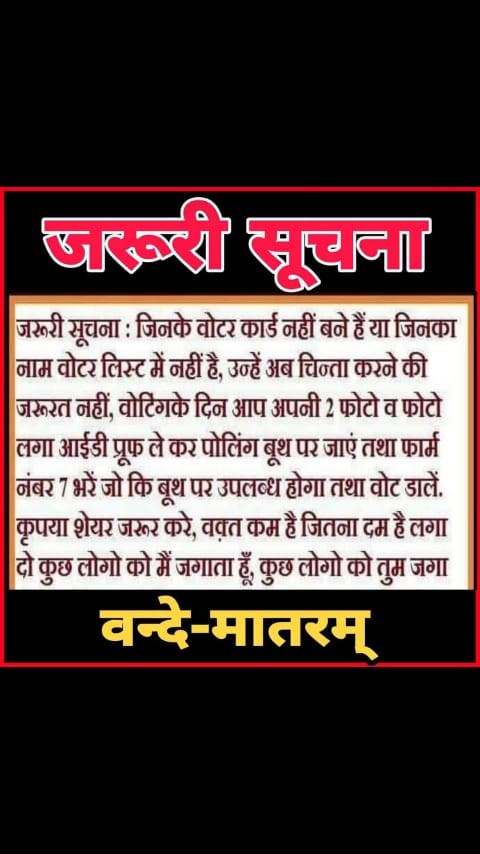 जरूरी सूचना
जरूरी सूचना : जिनके वोटर कार्ड नहीं बने हैं या जिनका
नाम वोटर लिस्ट में नहीं है, उन्हें अब चिन्ता करने की
जरूरत नहीं, वोटिंगके दिन आप अपनी 2 फोटो व फोटो
लगा आईडी प्रूफ ले कर पोलिंग बूथ पर जाएं तथा फार्म
नंबर 7 भरें जो कि बूथ पर उपलब्ध होगा तथा वोट डालें.
कृपया शेयर जरूर करे, वक़्त कम है जितना दम है लगा
दो कुछ लोगो को मैं जगाता हूँ, कुछ लोगो को तुम जगा
वन्दे-मातरम्